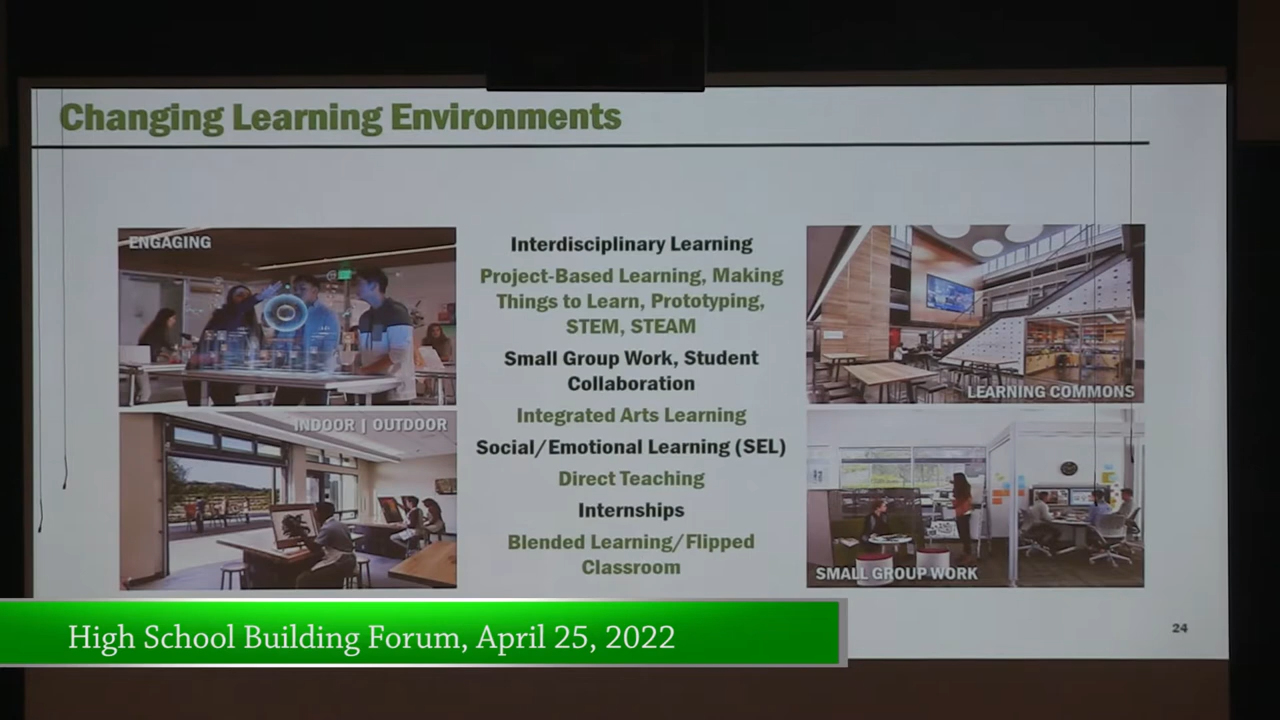 Changing Learning Environments
ENGAGING
INDOOR | OUTDOOR
Interdisciplinary Learning
Project-Based Learning, Making
Things to Learn, Prototyping,
STEM, STEAM
Small Group Work, Student
Collaboration
Integrated Arts Learning
Social/Emotional Learning (SEL)
Direct Teaching
Internships
Blended Learning/Flipped
Classroom
LEARNING COMMONS
SMALL GROUP WORK
24
High School Building Forum, April 25, 2022